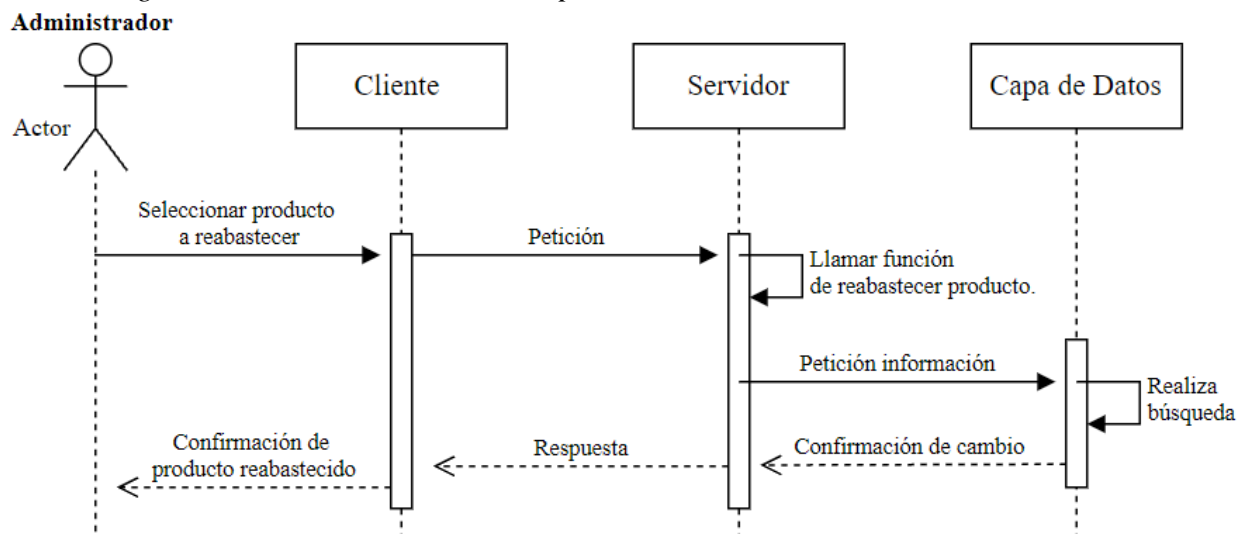 Administrador
Cliente
Servidor
Capa de Datos
Actor
Seleccionar producto
a reabastecer
Petición
Llamar función
de reabastecer producto.
Petición información
Realiza
búsqueda
Confirmación de
producto reabastecido
Respuesta
Confirmación de cambio